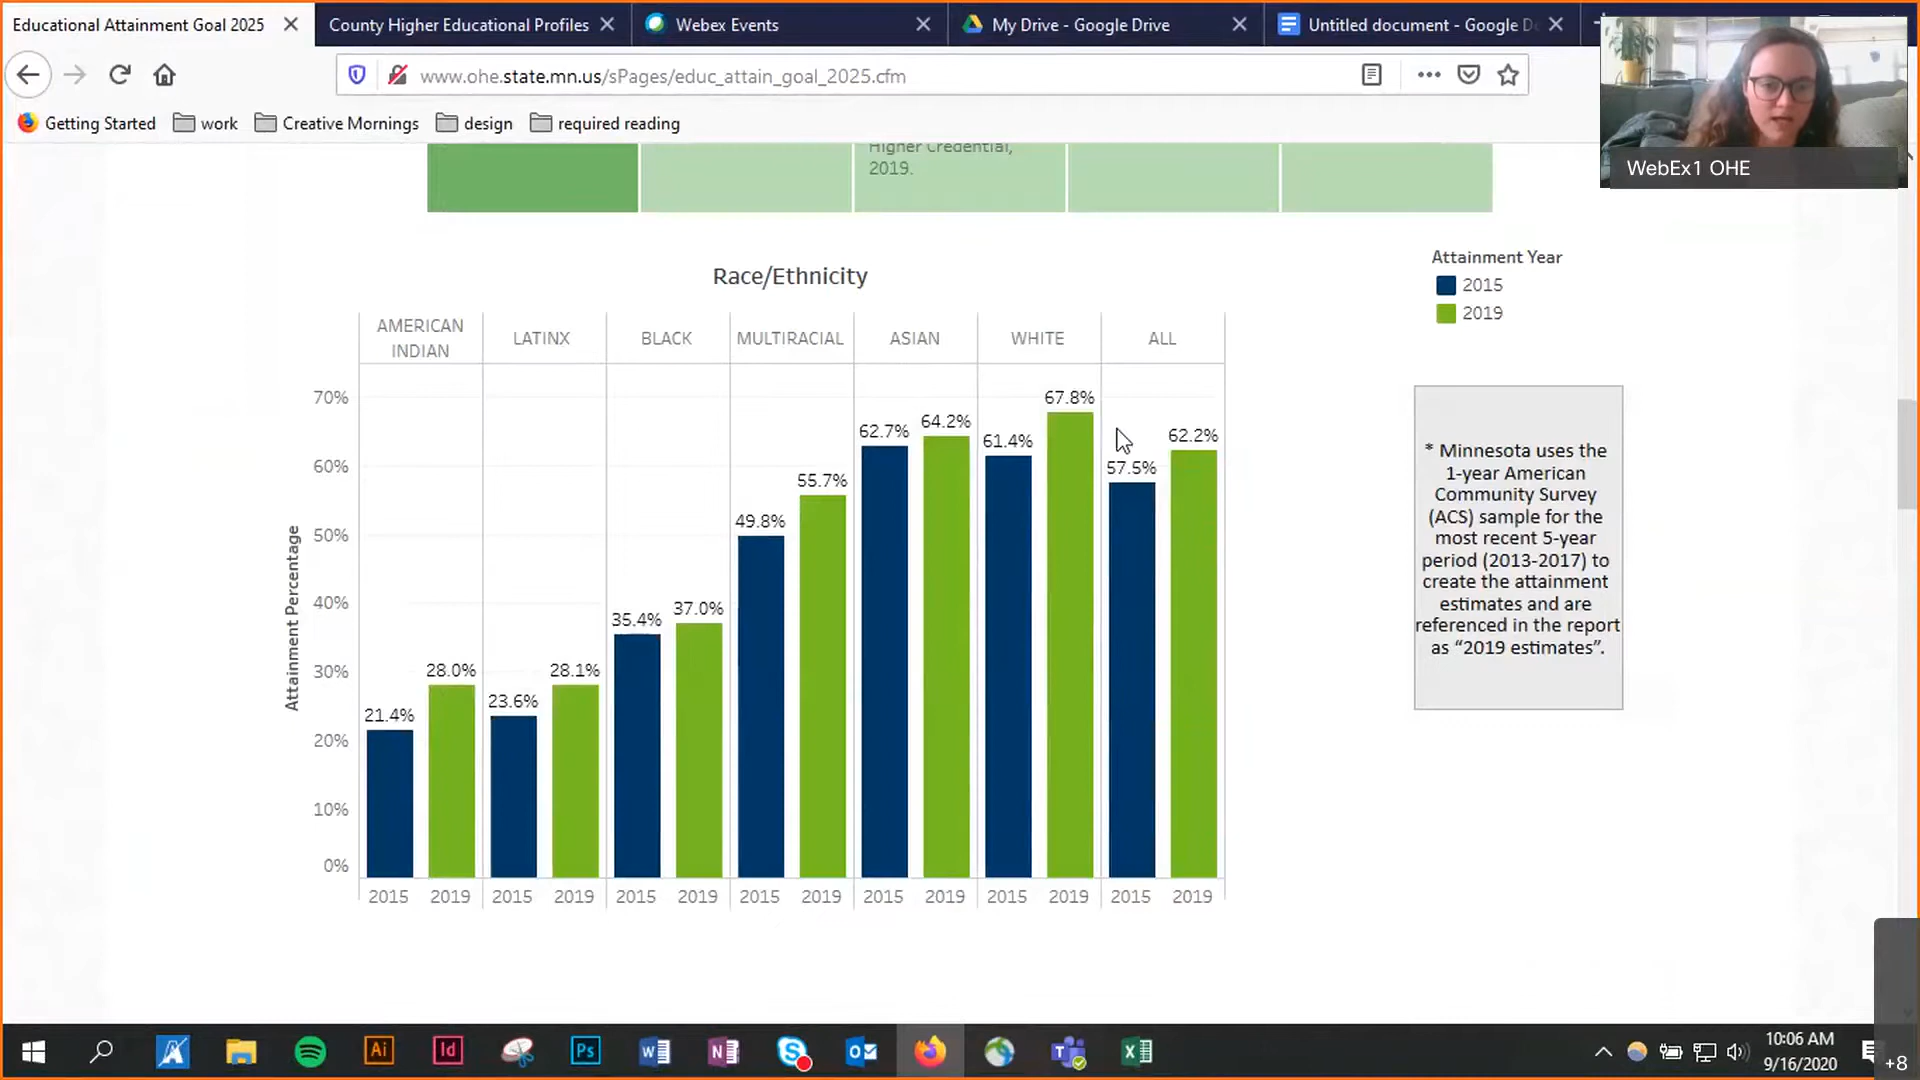 Educational Attainment Goal 2025
County Higher Educational Profiles
Webex Events
My Drive - Google Drive
Untitled document - Google D
www.ohe.state.mn.us/sPages/educ_attain_goal_2025.cfm
Getting Started
work
Creative Mornings
design
required reading
WebEx1 OHE
Higher Credential,
2019.
Race/Ethnicity
Attainment Year
2015
2019
AMERICAN
INDIAN
LATINX
BLACK
MULTIRACIAL
ASIAN
WHITE
ALL
Attainment Percentage
70%
60%
50%
40%
30%
20%
10%
0%
21.4%
28.0%
23.6%
28.1%
35.4%
37.0%
49.8%
55.7%
62.7%
64.2%
61.4%
67.8%
57.5%
62.2%
2015 2019 2015 2019 2015 2019 2015 2019 2015 2019 2015 2019 2015 2019
* Minnesota uses the
1-year American
Community Survey
(ACS) sample for the
most recent 5-year
period (2013-2017) to
create the attainment
estimates and are
referenced in the report
as “2019 estimates”.
Ai
Id
Ps
10:06 AM
9/16/2020
+8